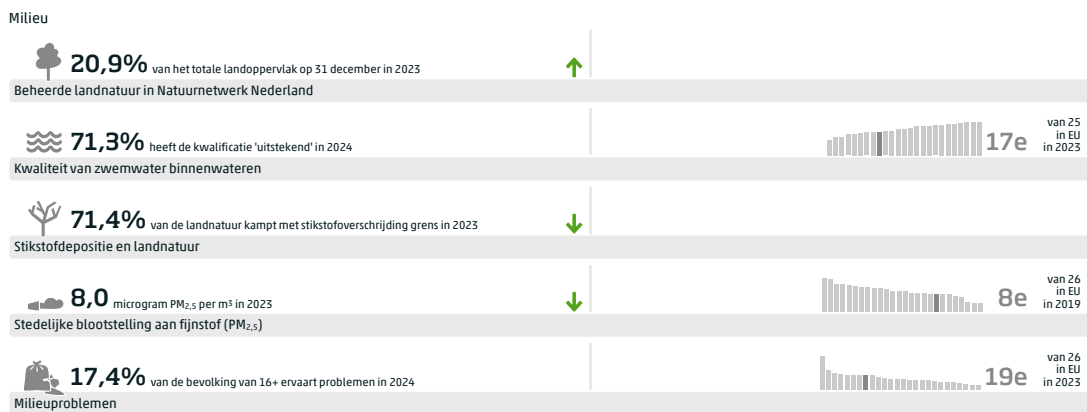 Milieu
20,9% van het totale landoppervlak op 31 december in 2023
Beheerde landnatuur in Natuurnetwerk Nederland
71,3% heeft de kwalificatie 'uitstekend' in 2024
17e
van 25
in EU
in 2023
Kwaliteit van zwemwater binnenwateren
71,4% van de landnatuur kampt met stikstofoverschrijding grens in 2023
Stikstofdepositie en landnatuur
8,0 microgram PM2,5 per m³ in 2023
8e
van 26
in EU
in 2019
Stedelijke blootstelling aan fijnstof (PM2,5)
17,4% van de bevolking van 16+ ervaart problemen in 2024
19e
van 26
in EU
in 2023
Milieuproblemen